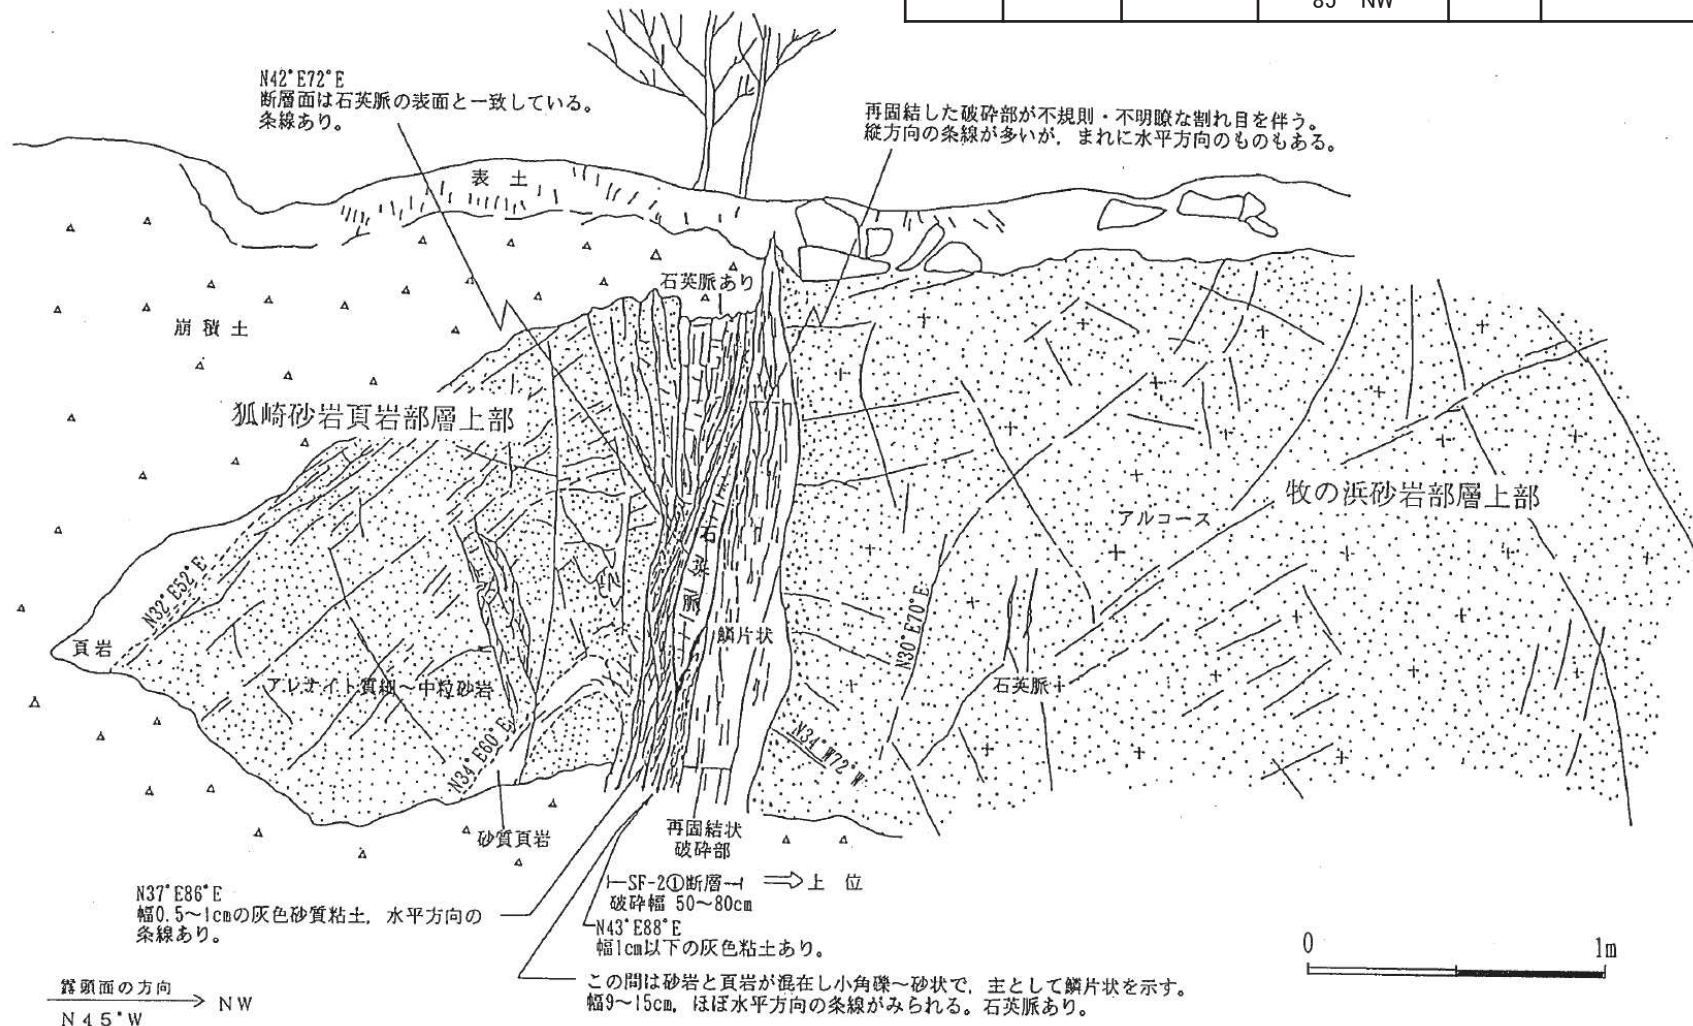 85° NW
N42°E72°E
断層面は石英脈の表面と一致している。
条線あり。
再固結した破砕部が不規則・不明瞭な割れ目を伴う。
縦方向の条線が多いが，まれに水平方向のものもある。
表土
石英脈あり
崩積土
狐崎砂岩頁岩部層上部
牧の浜砂岩部層上部
アルコース
石英脈
N32°E52°E
頁岩
鱗片状
N30°E70°E
アレナイト質細～中粒砂岩
石英脈
N34°E60°E
N34°W72°W
砂質頁岩
再固結状
破砕部
SF-2①断層
上位
破砕幅 50～80cm
N37°E86°E
幅0.5～1cmの灰色砂質粘土，水平方向の
条線あり。
N43°E88°E
幅1cm以下の灰色粘土あり。
この間は砂岩と頁岩が混在し小角礫～砂状で，主として鱗片状を示す。
幅9～15cm，ほぼ水平方向の条線がみられる。石英脈あり。
0 1m
露頭面の方向
NW
N45°W